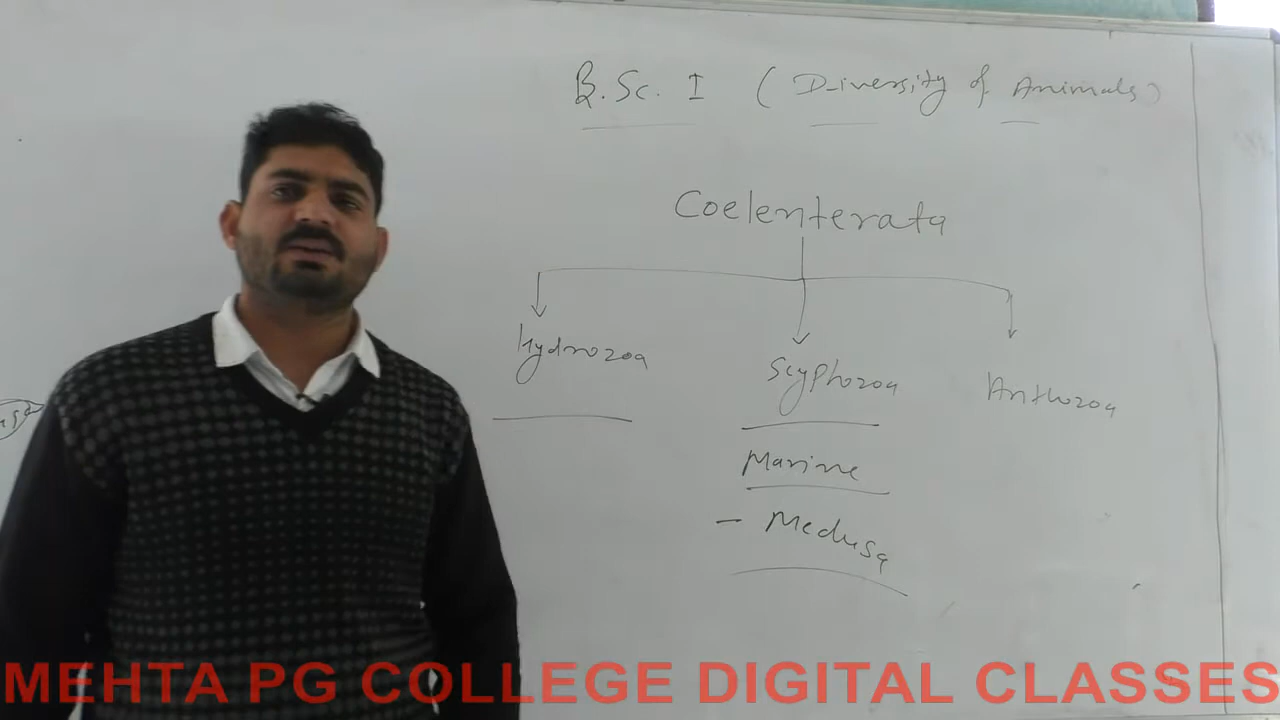 B.Sc. I (Diversity of Animals)
Coelenterata
Hydrozoa
Scyphozoa
Anthozoa
Marine
- Medusa
MEHTA PG COLLEGE DIGITAL CLASSES